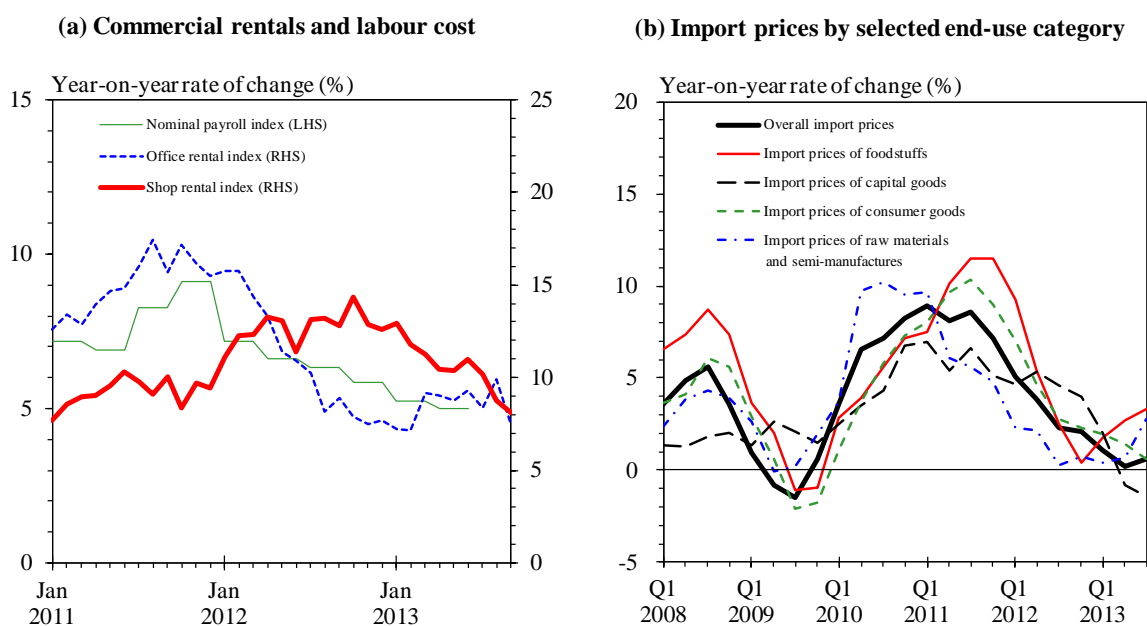 (a) Commercial rentals and labour cost
Year-on-year rate of change (%)
Nominal payroll index (LHS)
Office rental index (RHS)
Shop rental index (RHS)
15
10
5
0
25
20
15
10
5
0
Jan
2011
Jan
2012
Jan
2013
(b) Import prices by selected end-use category
Year-on-year rate of change (%)
Overall import prices
Import prices of foodstuffs
Import prices of capital goods
Import prices of consumer goods
Import prices of raw materials
and semi-manufactures
20
15
10
5
0
-5
Q1
2008
Q1
2009
Q1
2010
Q1
2011
Q1
2012
Q1
2013